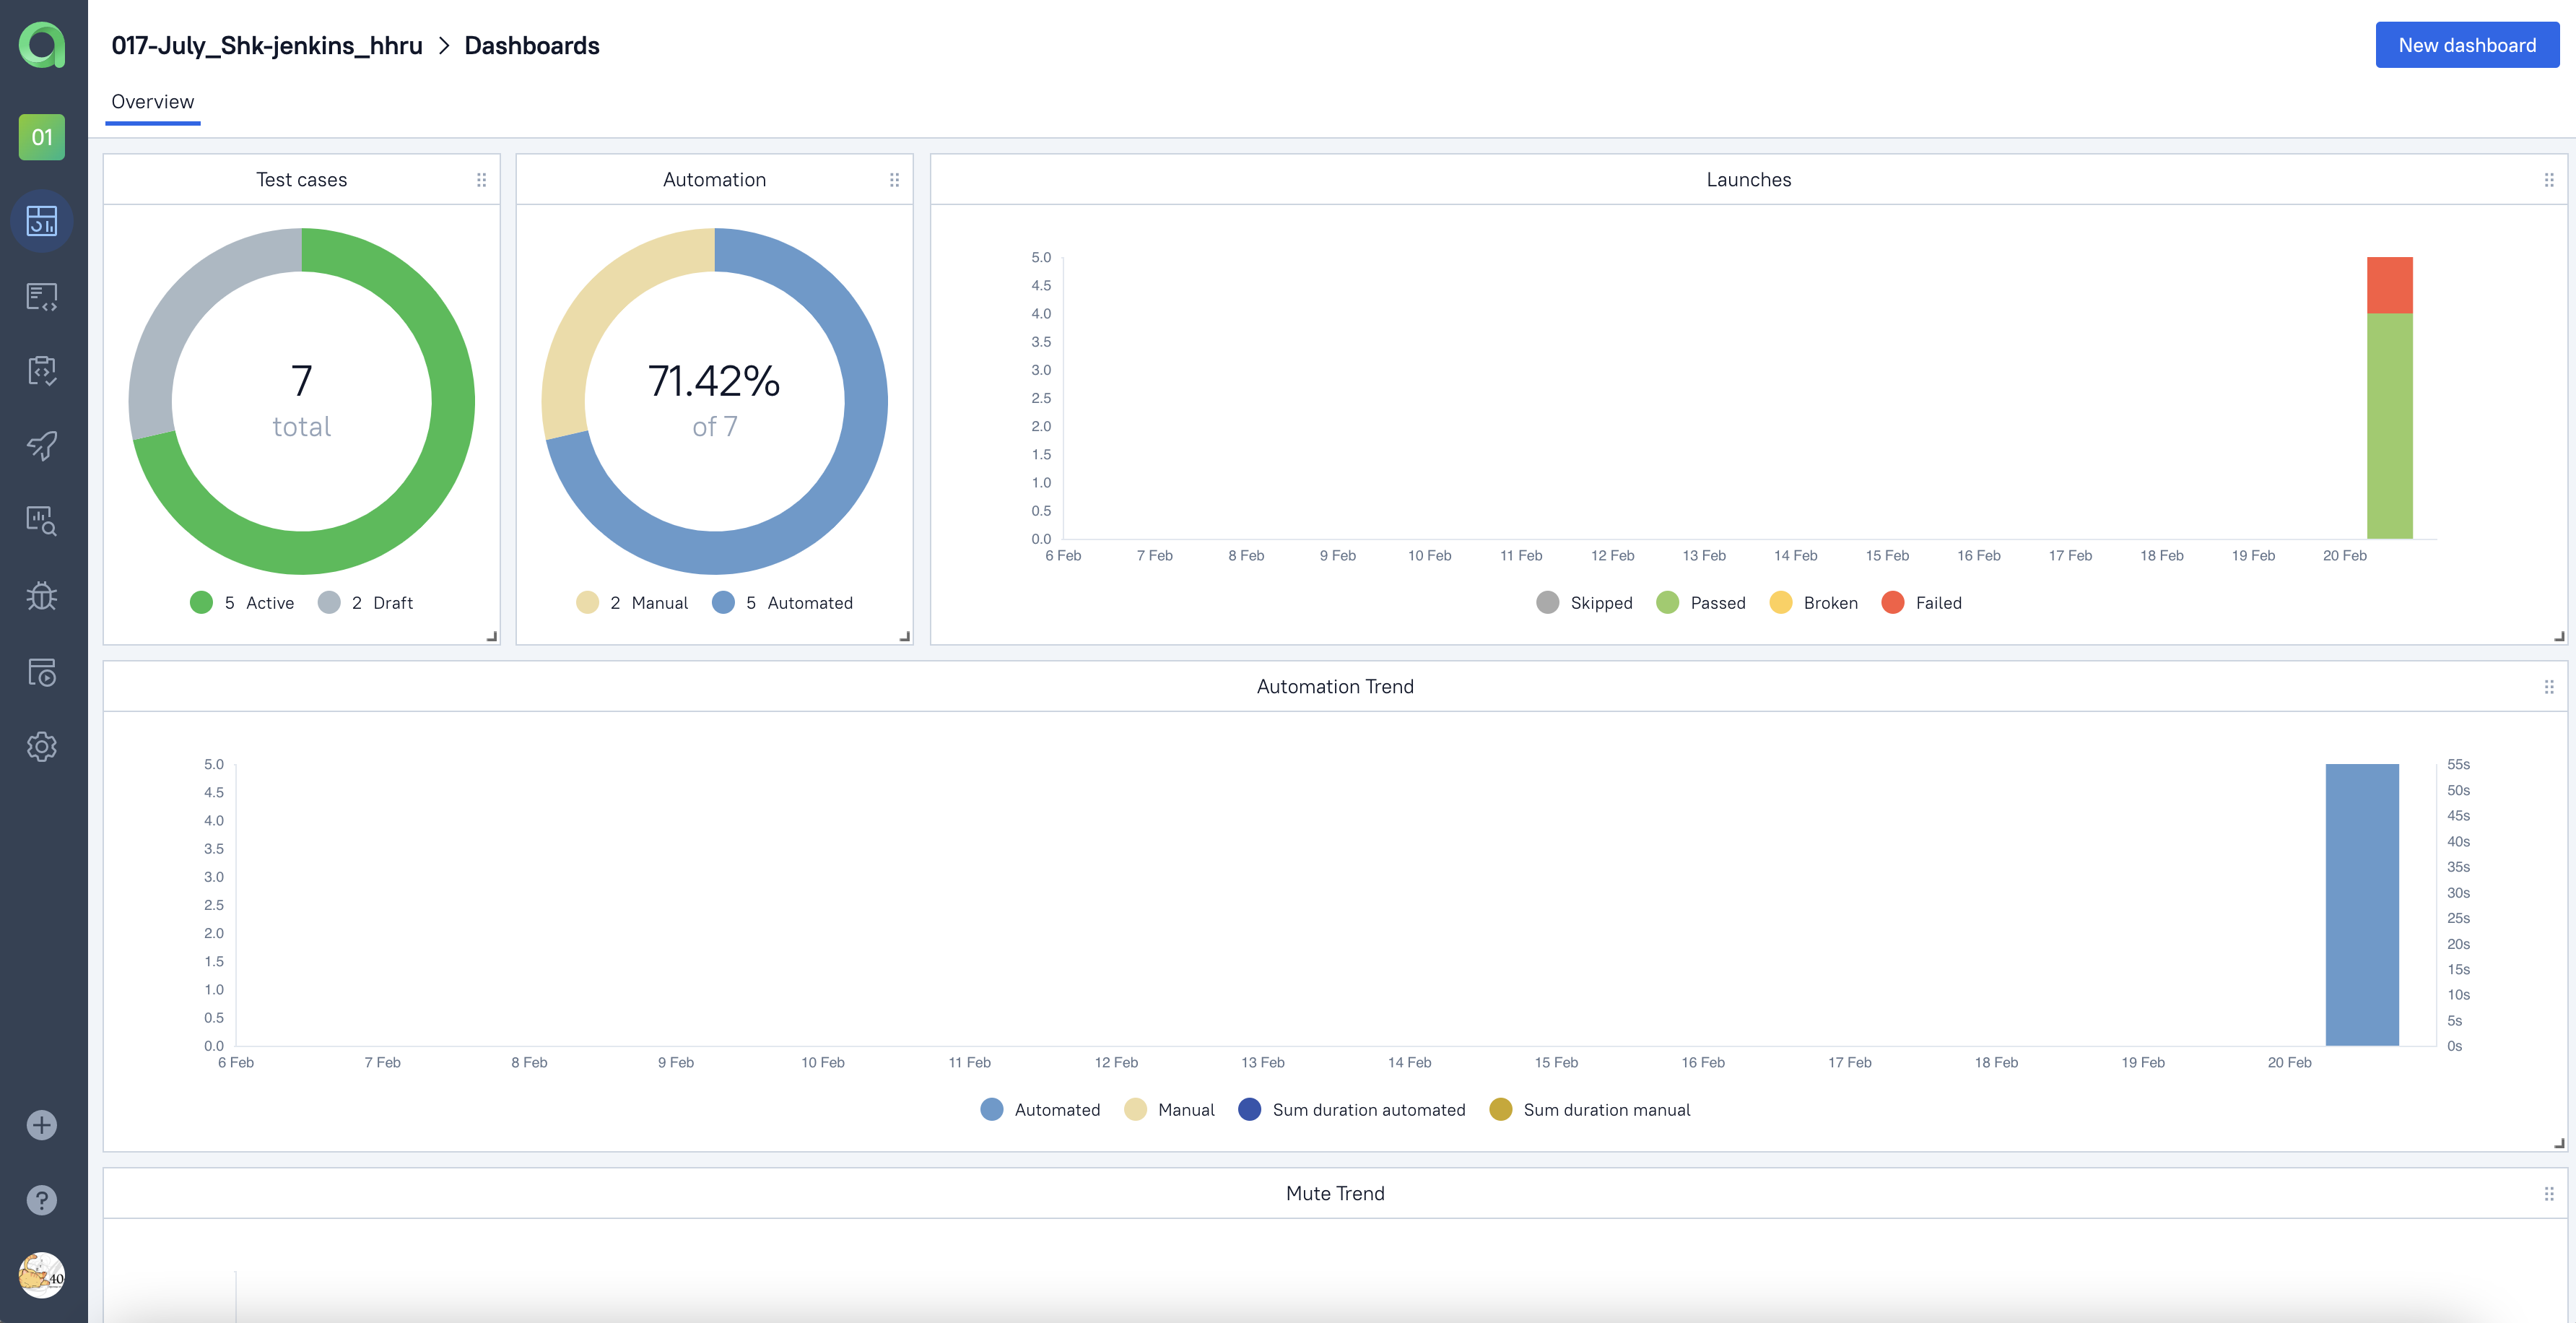 017-July_Shk-jenkins_hhru > Dashboards
New dashboard
Overview
01
Test cases
7
total
5 Active 2 Draft
Automation
71.42%
of 7
2 Manual 5 Automated
Launches
5.0
4.5
4.0
3.5
3.0
2.5
2.0
1.5
1.0
0.5
0.0
6 Feb 7 Feb 8 Feb 9 Feb 10 Feb 11 Feb 12 Feb 13 Feb 14 Feb 15 Feb 16 Feb 17 Feb 18 Feb 19 Feb 20 Feb
Skipped Passed Broken Failed
Automation Trend
5.0
4.5
4.0
3.5
3.0
2.5
2.0
1.5
1.0
0.5
0.0
55s
50s
45s
40s
35s
30s
25s
20s
15s
10s
5s
0s
6 Feb 7 Feb 8 Feb 9 Feb 10 Feb 11 Feb 12 Feb 13 Feb 14 Feb 15 Feb 16 Feb 17 Feb 18 Feb 19 Feb 20 Feb
Automated Manual Sum duration automated Sum duration manual
Mute Trend
?
40